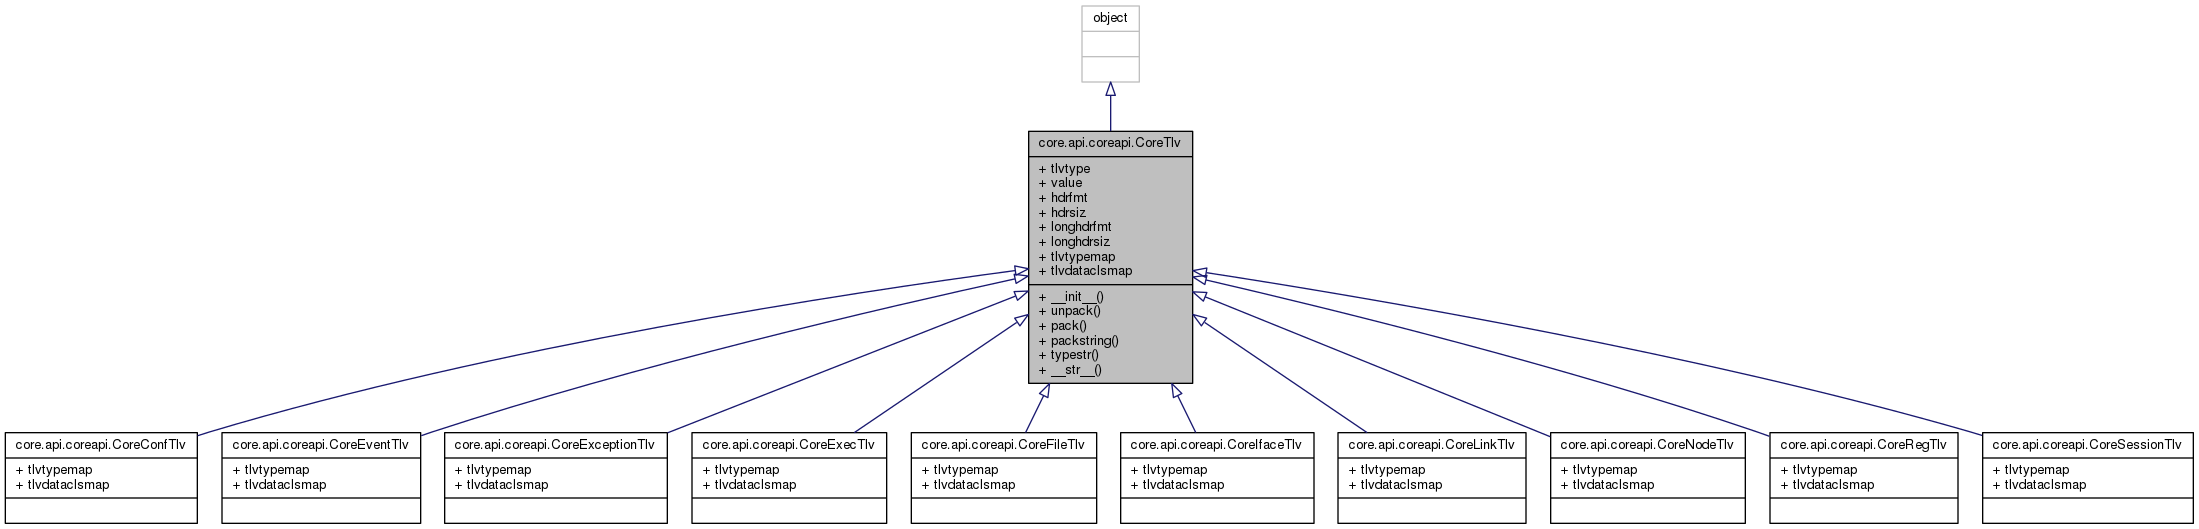 object
core.api.coreapi.CoreTlv
+ tlvtype
+ value
+ hdrfmt
+ hdrsiz
+ longhdrfmt
+ longhdrsiz
+ tlvtypemap
+ tlvdataclsmap
+ __init__()
+ unpack()
+ pack()
+ packstring()
+ typestr()
+ __str__()
core.api.coreapi.CoreConfTlv
+ tlvtypemap
+ tlvdataclsmap
core.api.coreapi.CoreEventTlv
+ tlvtypemap
+ tlvdataclsmap
core.api.coreapi.CoreExceptionTlv
+ tlvtypemap
+ tlvdataclsmap
core.api.coreapi.CoreExecTlv
+ tlvtypemap
+ tlvdataclsmap
core.api.coreapi.CoreFileTlv
+ tlvtypemap
+ tlvdataclsmap
core.api.coreapi.CoreIfaceTlv
+ tlvtypemap
+ tlvdataclsmap
core.api.coreapi.CoreLinkTlv
+ tlvtypemap
+ tlvdataclsmap
core.api.coreapi.CoreNodeTlv
+ tlvtypemap
+ tlvdataclsmap
core.api.coreapi.CoreRegTlv
+ tlvtypemap
+ tlvdataclsmap
core.api.coreapi.CoreSessionTlv
+ tlvtypemap
+ tlvdataclsmap